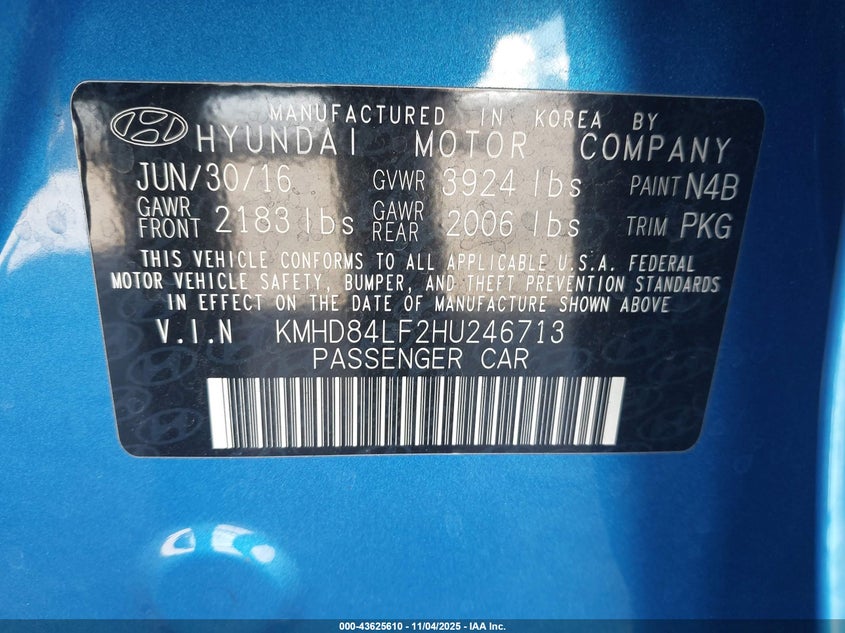 MANUFACTURED IN KOREA BY
HYUNDAI MOTOR COMPANY
JUN/30/16 GVWR 3924 lbs PAINT N4B
GAWR FRONT 2183 lbs GAWR REAR 2006 lbs TRIM PKG
THIS VEHICLE CONFORMS TO ALL APPLICABLE U.S.A. FEDERAL
MOTOR VEHICLE SAFETY, BUMPER, AND THEFT PREVENTION STANDARDS
IN EFFECT ON THE DATE OF MANUFACTURE SHOWN ABOVE
V.I.N KMHD84LF2HU246713
PASSENGER CAR
000-43625610 - 11/04/2025 - IAA Inc.